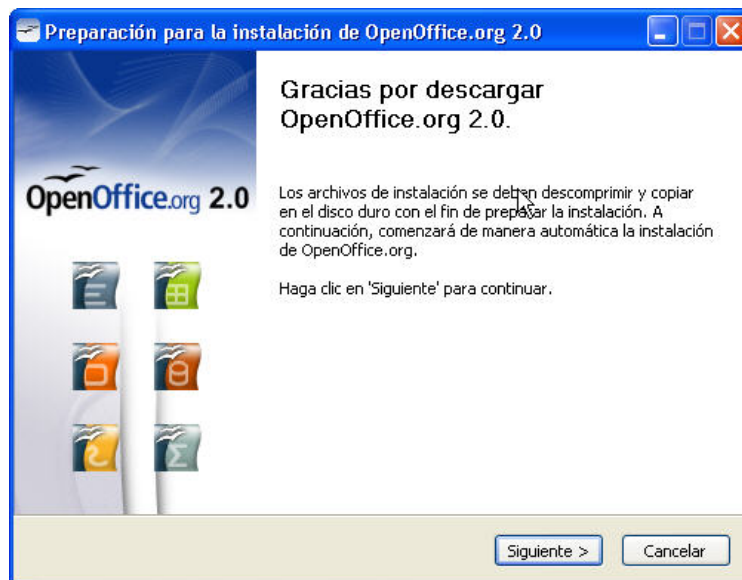 Preparación para la instalación de OpenOffice.org 2.0
Gracias por descargar
OpenOffice.org 2.0.
OpenOffice.org 2.0
Los archivos de instalación se deben descomprimir y copiar
en el disco duro con el fin de preparar la instalación. A
continuación, comenzará de manera automática la instalación
de OpenOffice.org.
Haga clic en 'Siguiente' para continuar.
Siguiente >
Cancelar